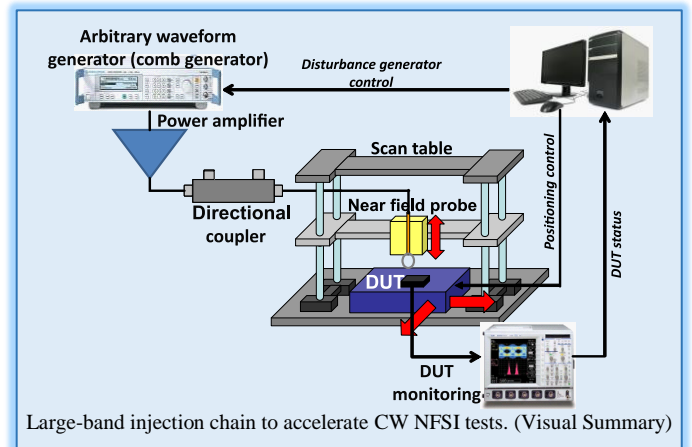 Arbitrary waveform
generator (comb generator)
Disturbance generator
control
Power amplifier
Scan table
Near field probe
Directional
coupler
Positioning control
DUT status
DUT
DUT
monitoring
Large-band injection chain to accelerate CW NFSI tests. (Visual Summary)